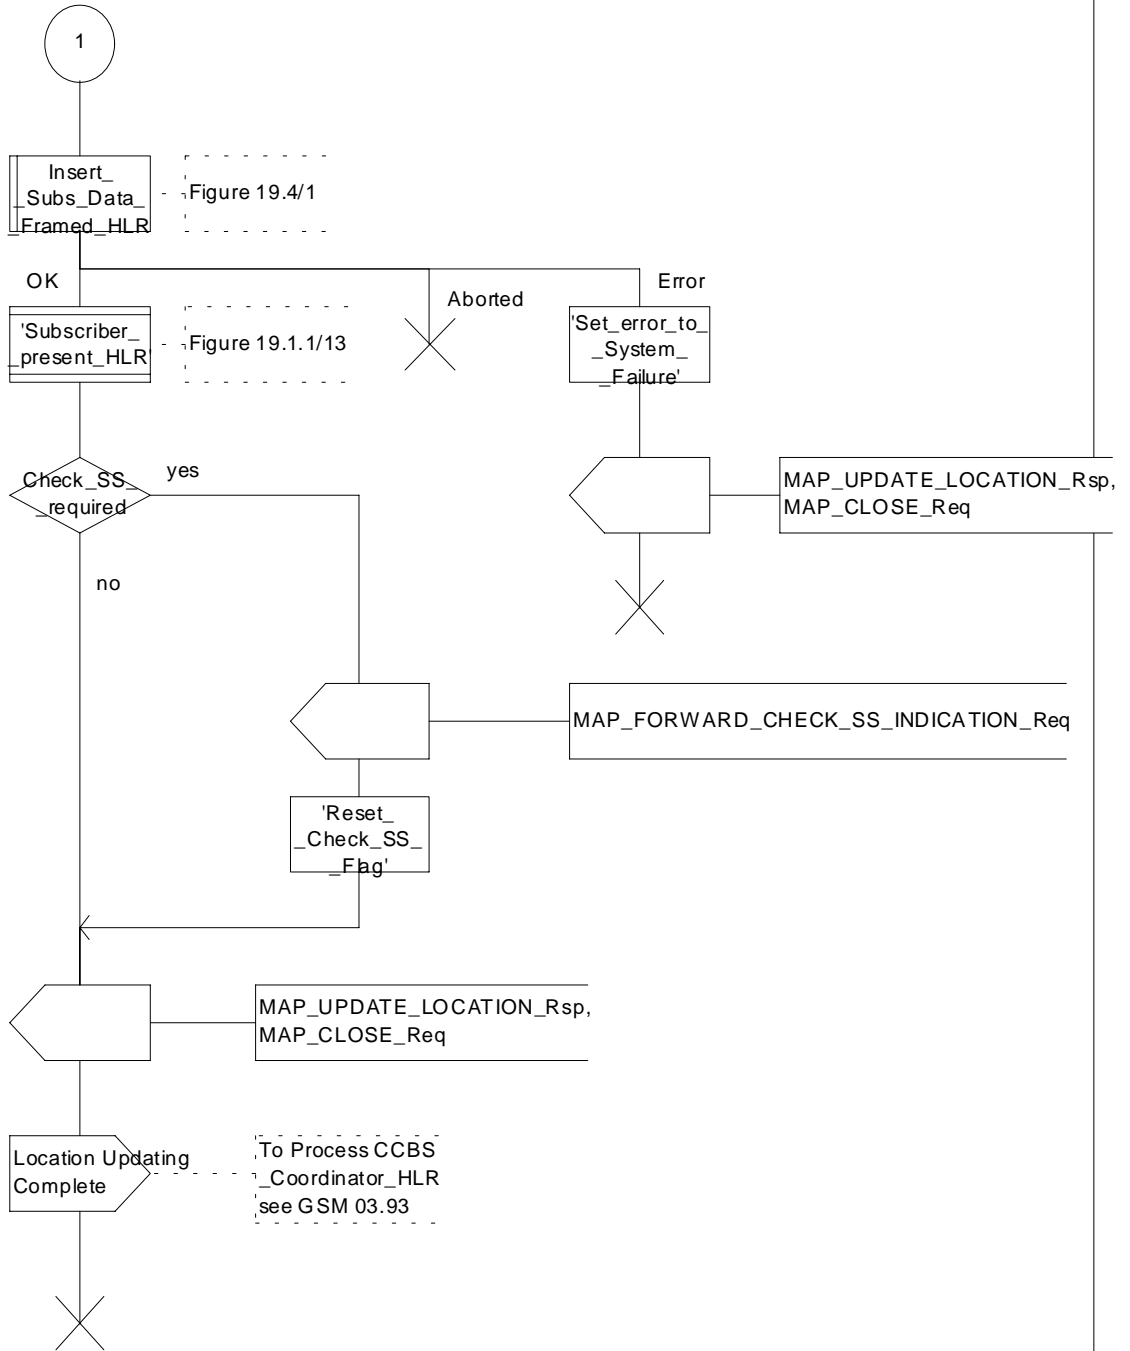 1
Insert_
_Subs_Data_
_Framed_HLR
Figure 19.4/1
OK
Aborted
Error
'Subscriber_
_present_HLR'
Figure 19.1.1/13
'Set_error_to_
_System_
_Failure'
Check_SS_
_required
yes
no
MAP_UPDATE_LOCATION_Rsp,
MAP_CLOSE_Req
MAP_FORWARD_CHECK_SS_INDICATION_Req
'Reset_
_Check_SS_
_Flag'
MAP_UPDATE_LOCATION_Rsp,
MAP_CLOSE_Req
Location Updating
Complete
To Process CCBS
_Coordinator_HLR
see GSM 03.93